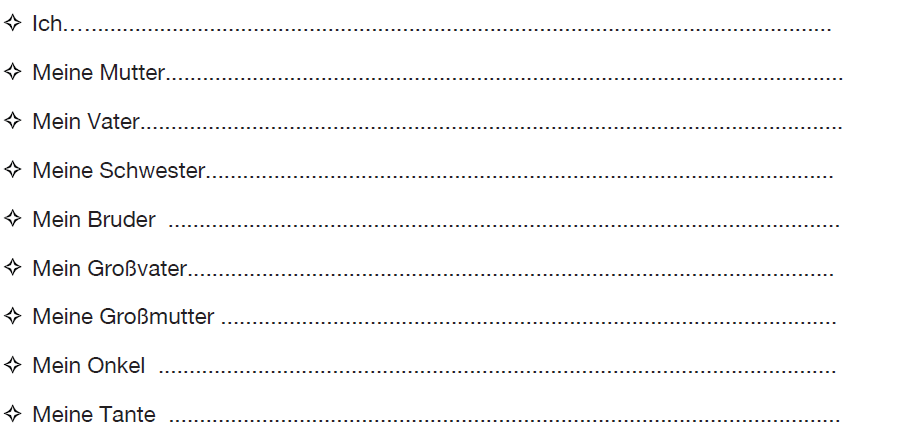 ✧ Ich...............................................................................................................................
✧ Meine Mutter.............................................................................................................
✧ Mein Vater.................................................................................................................
✧ Meine Schwester.....................................................................................................
✧ Mein Bruder ............................................................................................................
✧ Mein Großvater........................................................................................................
✧ Meine Großmutter ...................................................................................................
✧ Mein Onkel .............................................................................................................
✧ Meine Tante ............................................................................................................